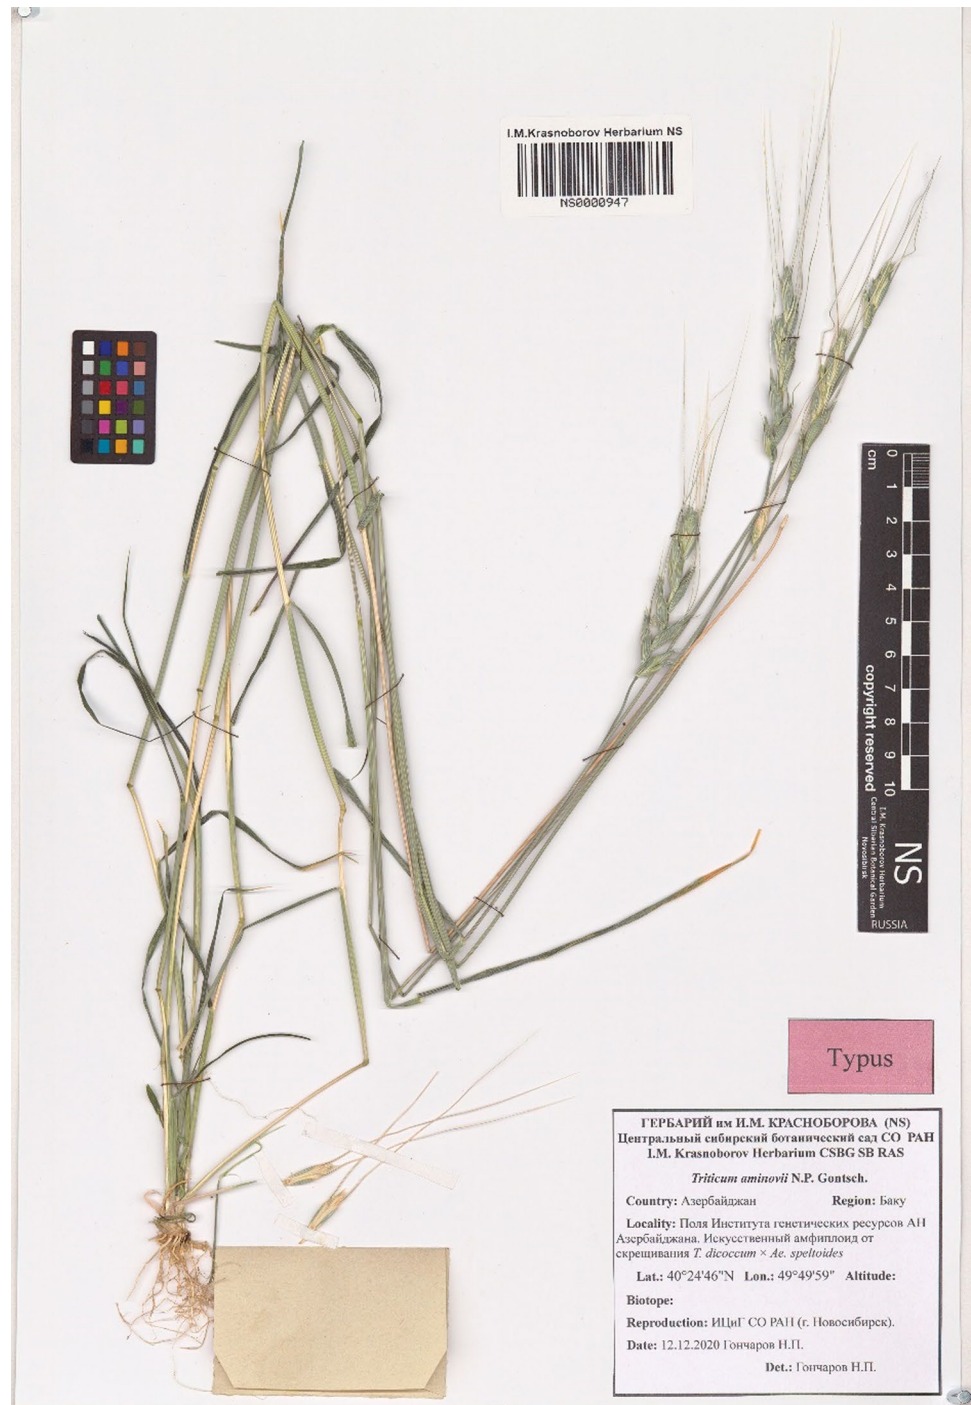 I.M.Krasnoborov Herbarium NS
NS0000947
cm
0
1
2
3
4
5
6
7
8
9
10
copyright reserved
I.M. Krasnoborov Herbarium
Central Siberian Botanical Garden
Novosibirsk
NS
RUSSIA
Typus
ГЕРБАРИЙ им И.М. КРАСНОБОРОВА (NS)
Центральный сибирский ботанический сад СО РАН
I.M. Krasnoborov Herbarium CSBG SB RAS
Triticum aminovii N.P. Gontsch.
Country: Азербайджан Region: Баку
Locality: Поля Института генетических ресурсов АН
Азербайджана. Искусственный амфиплоид от
скрещивания T. dicoccum × Ae. speltoides
Lat.: 40°24'46"N Lon.: 49°49'59" Altitude:
Biotope:
Reproduction: ИЦиГ СО РАН (г. Новосибирск).
Date: 12.12.2020 Гончаров Н.П.
Det.: Гончаров Н.П.